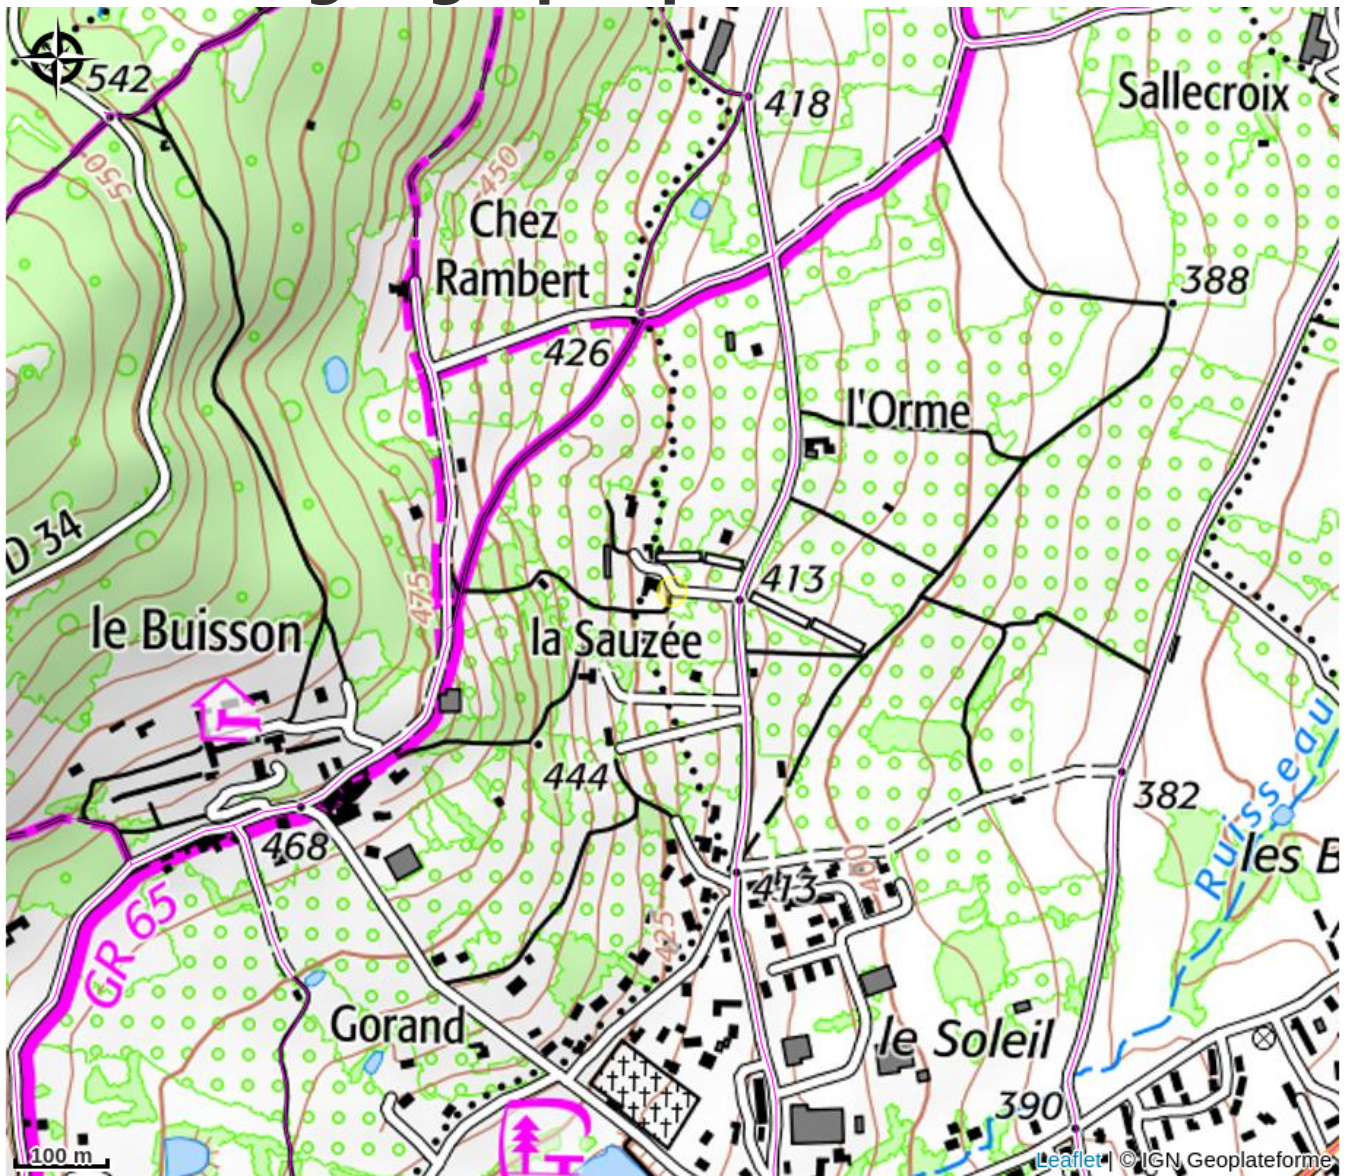 542
418
Sallecroix
550
450
Chez
Rambert
388
426
l'Orme
D 34
475
413
le Buisson
la Sauzée
444
382
Ruisseau
les B
468
413
400
425
GR 65
Gorand
le Soleil
390
100 m
Leaflet | © IGN Geoplateforme